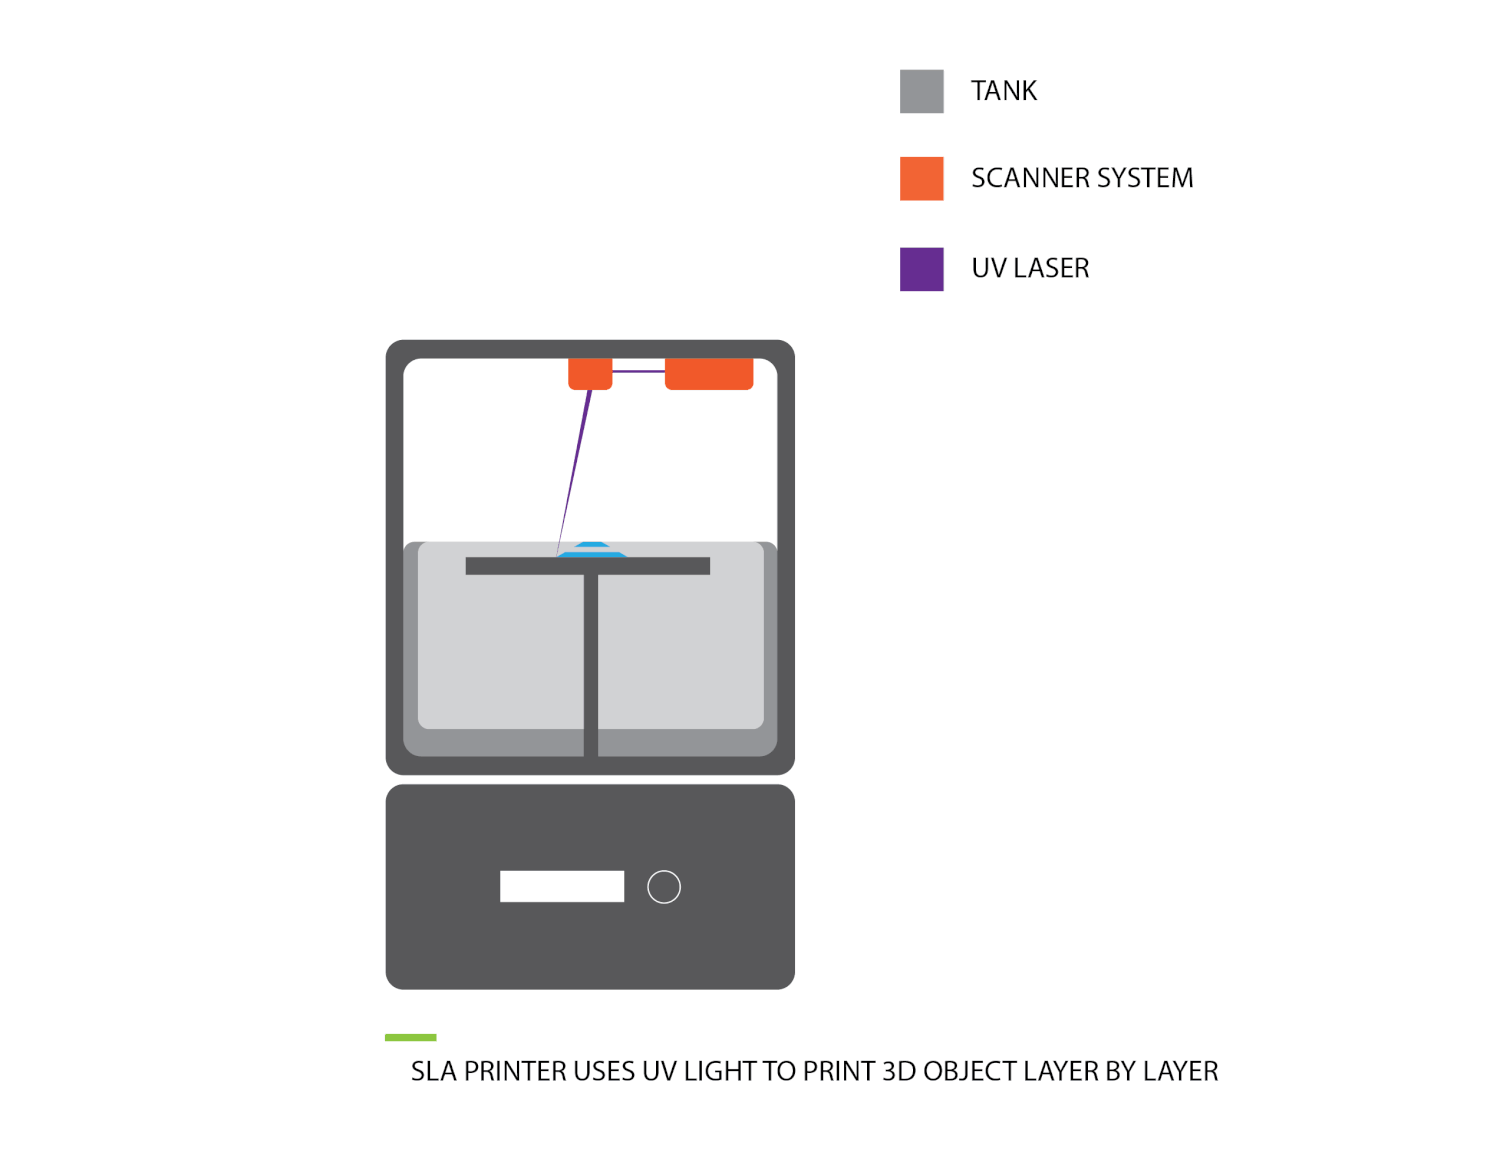 TANK
SCANNER SYSTEM
UV LASER
SLA PRINTER USES UV LIGHT TO PRINT 3D OBJECT LAYER BY LAYER